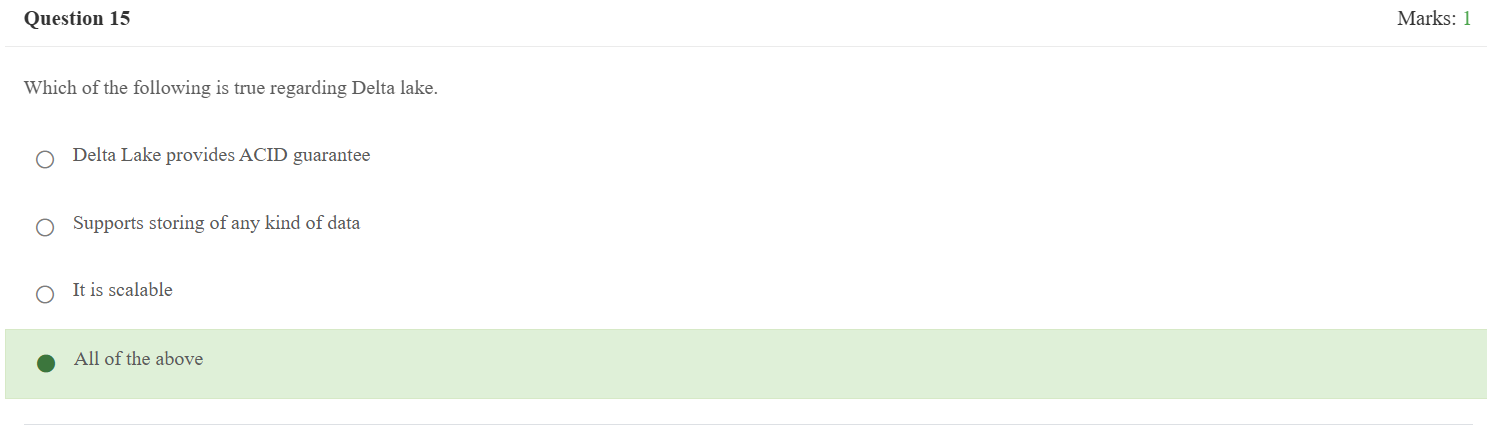 Question 15
Marks: 1
Which of the following is true regarding Delta lake.
Delta Lake provides ACID guarantee
Supports storing of any kind of data
It is scalable
All of the above